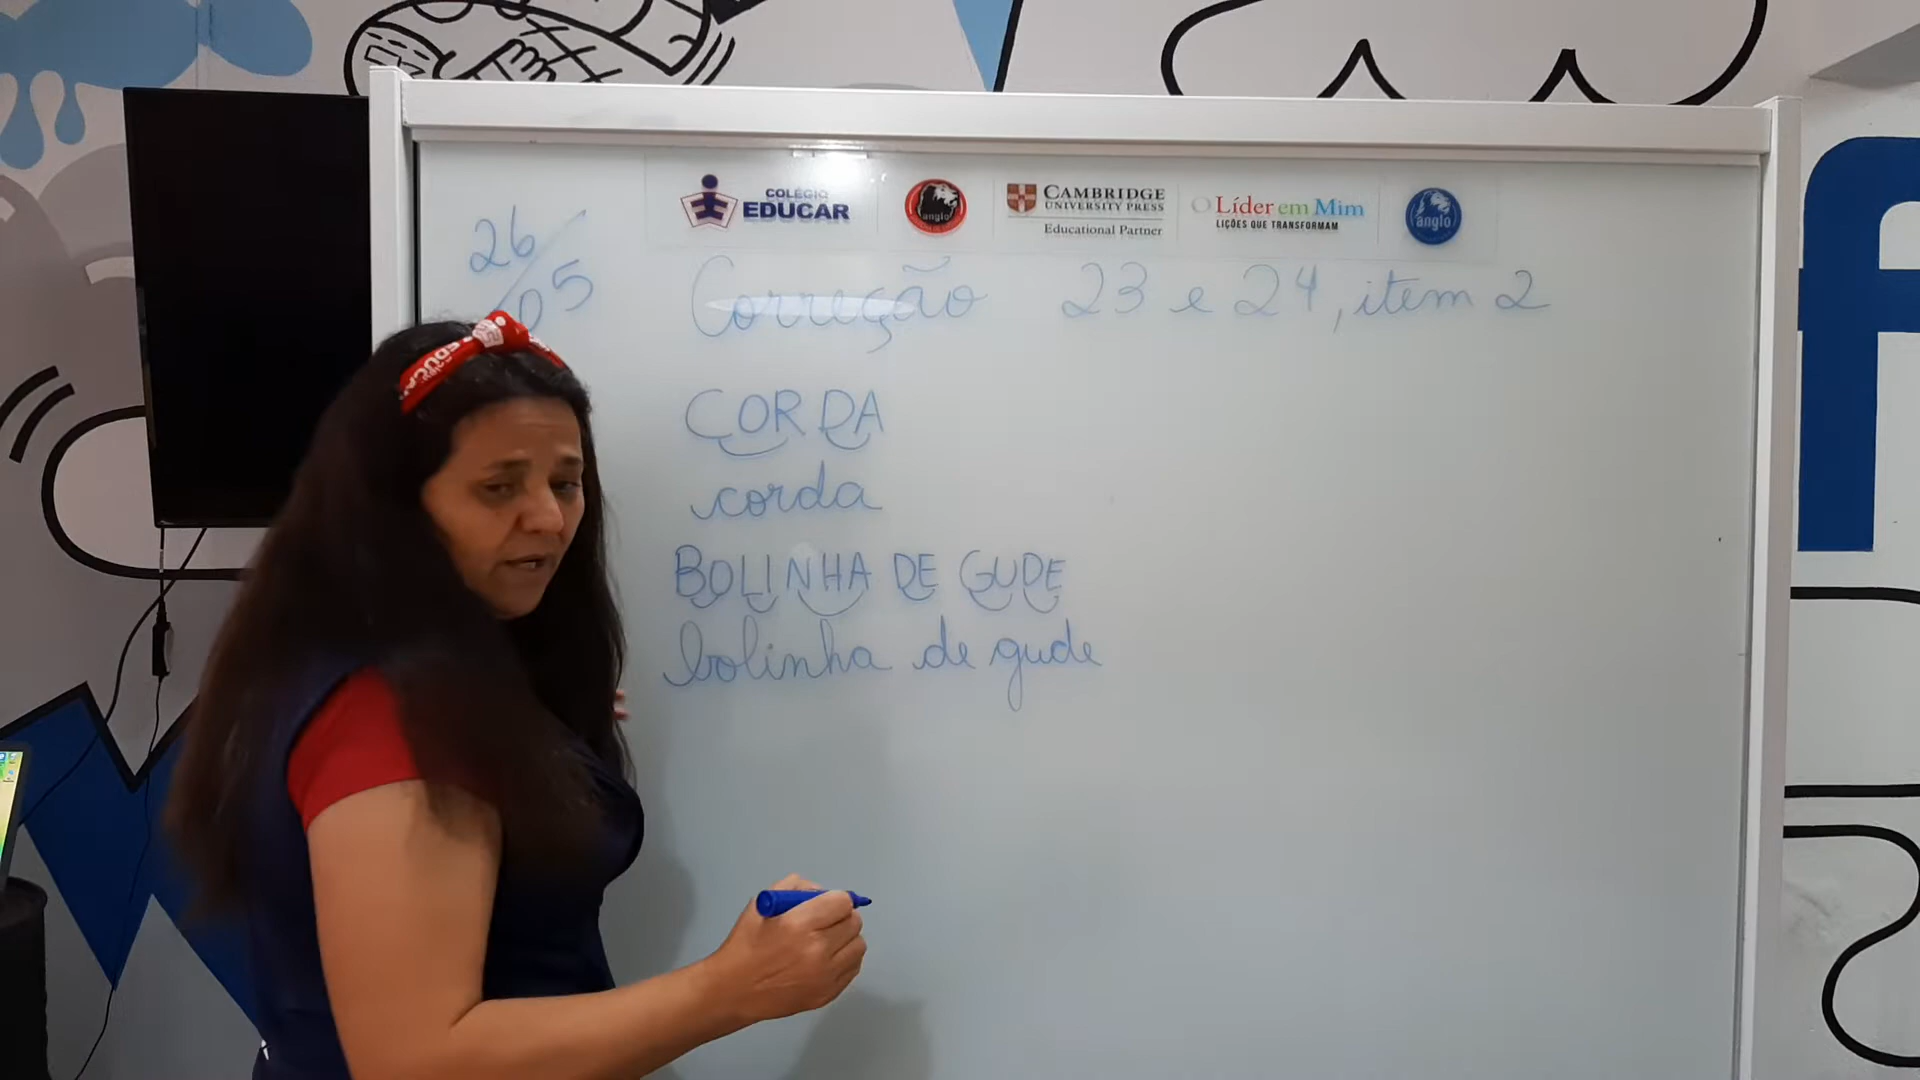 COLÉGIO
EDUCAR
anglo
CAMBRIDGE
UNIVERSITY PRESS
Educational Partner
O Líder em Mim
LIÇÕES QUE TRANSFORMAM
anglo
26/05
Correção 23 e 24, item 2
CORDA
corda
BOLINHA DE GUDE
bolinha de gude